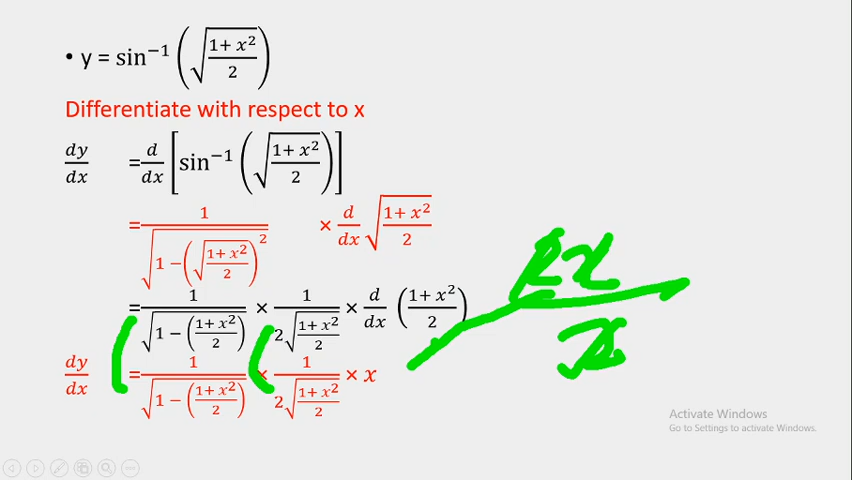 • y = sin⁻¹ (√((1+ x²)/2))
Differentiate with respect to x
dy/dx = d/dx [sin⁻¹ (√((1+ x²)/2))]
= 1/√(1 −(√((1+ x²)/2))²) × d/dx √((1+ x²)/2)
= 1/√(1 − ((1+ x²)/2)) × 1/(2√((1+ x²)/2)) × d/dx ((1+ x²)/2)
dy/dx = 1/√(1 − ((1+ x²)/2)) × 1/(2√((1+ x²)/2)) × x
Activate Windows
Go to Settings to activate Windows.